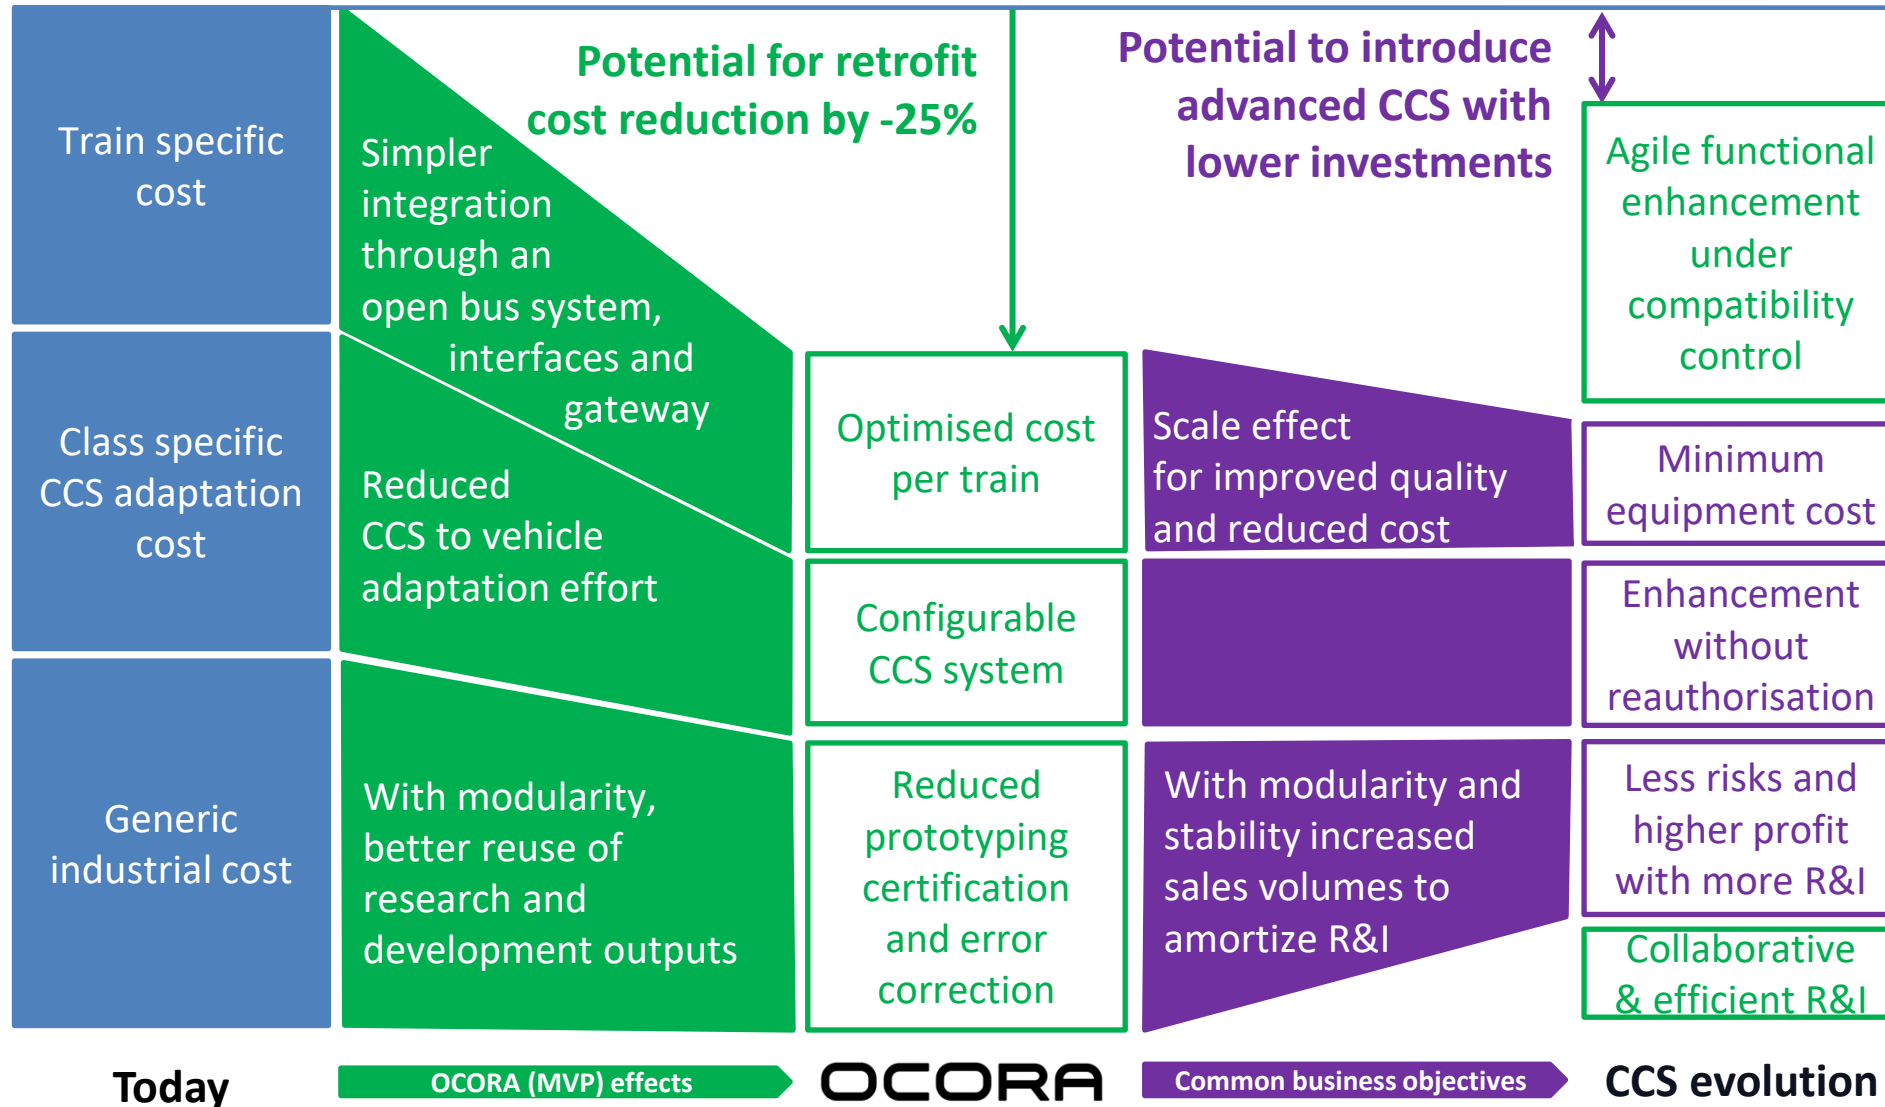 Train specific
cost
Class specific
CCS adaptation
cost
Generic
industrial cost
Today
Simpler
integration
through an
open bus system,
interfaces and
gateway
Reduced
CCS to vehicle
adaptation effort
With modularity,
better reuse of
research and
development outputs
OCORA (MVP) effects
Potential for retrofit
cost reduction by -25%
Optimised cost
per train
Configurable
CCS system
Reduced
prototyping
certification
and error
correction
OCORA
Potential to introduce
advanced CCS with
lower investments
Scale effect
for improved quality
and reduced cost
With modularity and
stability increased
sales volumes to
amortize R&I
Common business objectives
Agile functional
enhancement
under
compatibility
control
Minimum
equipment cost
Enhancement
without
reauthorisation
Less risks and
higher profit
with more R&I
Collaborative
& efficient R&I
CCS evolution